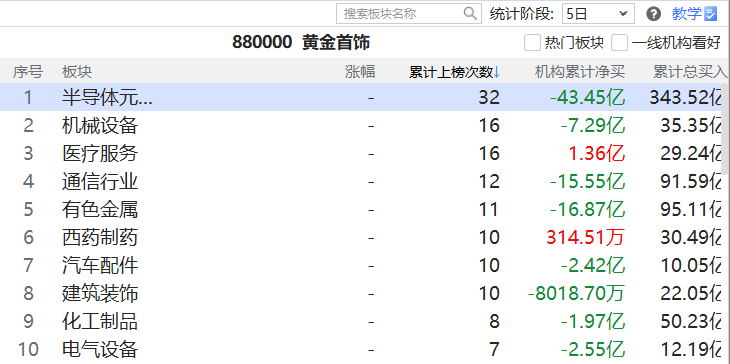 搜索板块名称 统计阶段: 5日 ? 教学
880000 黄金首饰 热门板块 一线机构看好
序号 板块 涨幅 累计上榜次数↓ 机构累计净买 累计总买入
1 半导体元... - 32 -43.45亿 343.52亿
2 机械设备 - 16 -7.29亿 35.35亿
3 医疗服务 - 16 1.36亿 29.24亿
4 通信行业 - 12 -15.55亿 91.59亿
5 有色金属 - 11 -16.87亿 95.11亿
6 西药制药 - 10 314.51万 30.49亿
7 汽车配件 - 10 -2.42亿 10.05亿
8 建筑装饰 - 10 -8018.70万 22.05亿
9 化工制品 - 8 -1.97亿 50.23亿
10 电气设备 - 7 -2.55亿 12.19亿